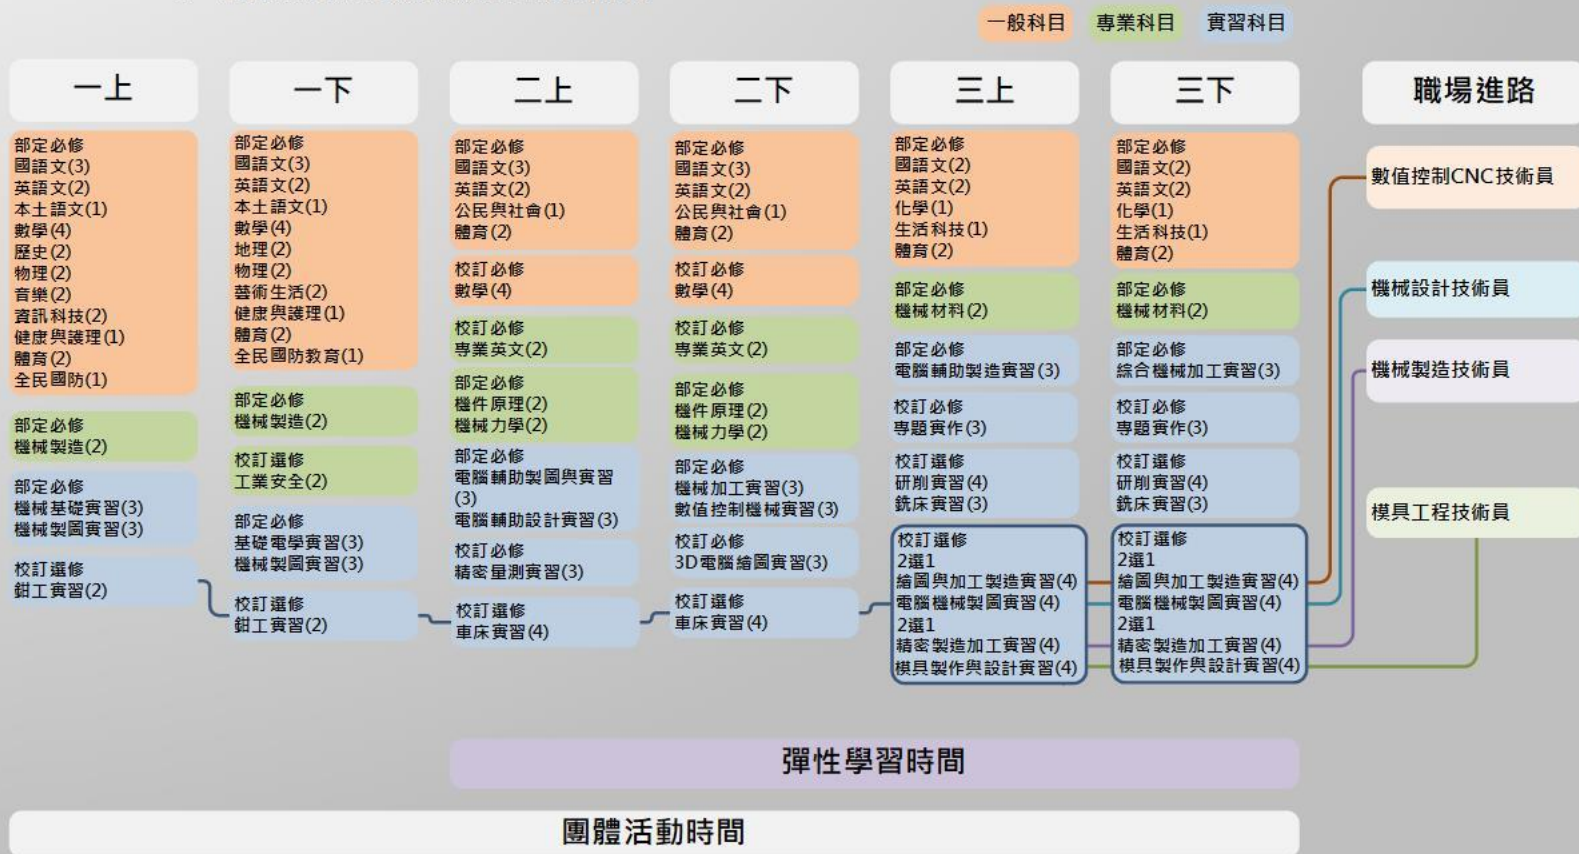 一般科目
專業科目
實習科目
一上
部定必修
國語文(3)
英語文(2)
本土語文(1)
數學(4)
歷史(2)
物理(2)
音樂(2)
資訊科技(2)
健康與護理(1)
體育(2)
全民國防(1)
部定必修
機械製造(2)
部定必修
機械基礎實習(3)
機械製圖實習(3)
校訂選修
鉗工實習(2)
一下
部定必修
國語文(3)
英語文(2)
本土語文(1)
數學(4)
地理(2)
物理(2)
藝術生活(2)
健康與護理(1)
體育(2)
全民國防教育(1)
部定必修
機械製造(2)
校訂選修
工業安全(2)
部定必修
基礎電學實習(3)
機械製圖實習(3)
校訂選修
鉗工實習(2)
二上
部定必修
國語文(3)
英語文(2)
公民與社會(1)
體育(2)
校訂必修
數學(4)
校訂必修
專業英文(2)
部定必修
機件原理(2)
機械力學(2)
部定必修
電腦輔助製圖與實習
(3)
電腦輔助設計實習(3)
校訂必修
精密量測實習(3)
校訂選修
車床實習(4)
二下
部定必修
國語文(3)
英語文(2)
公民與社會(1)
體育(2)
校訂必修
數學(4)
校訂必修
專業英文(2)
部定必修
機件原理(2)
機械力學(2)
部定必修
機械加工實習(3)
數值控制機械實習(3)
校訂必修
3D電腦繪圖實習(3)
校訂選修
車床實習(4)
三上
部定必修
國語文(2)
英語文(2)
化學(1)
生活科技(1)
體育(2)
部定必修
機械材料(2)
部定必修
電腦輔助製造實習(3)
校訂必修
專題實作(3)
校訂選修
研削實習(4)
銑床實習(3)
校訂選修
2選1
繪圖與加工製造實習(4)
電腦機械製圖實習(4)
2選1
精密製造加工實習(4)
模具製作與設計實習(4)
三下
部定必修
國語文(2)
英語文(2)
化學(1)
生活科技(1)
體育(2)
部定必修
機械材料(2)
部定必修
綜合機械加工實習(3)
校訂必修
專題實作(3)
校訂選修
研削實習(4)
銑床實習(3)
校訂選修
2選1
繪圖與加工製造實習(4)
電腦機械製圖實習(4)
2選1
精密製造加工實習(4)
模具製作與設計實習(4)
職場進路
數值控制CNC技術員
機械設計技術員
機械製造技術員
模具工程技術員
彈性學習時間
團體活動時間